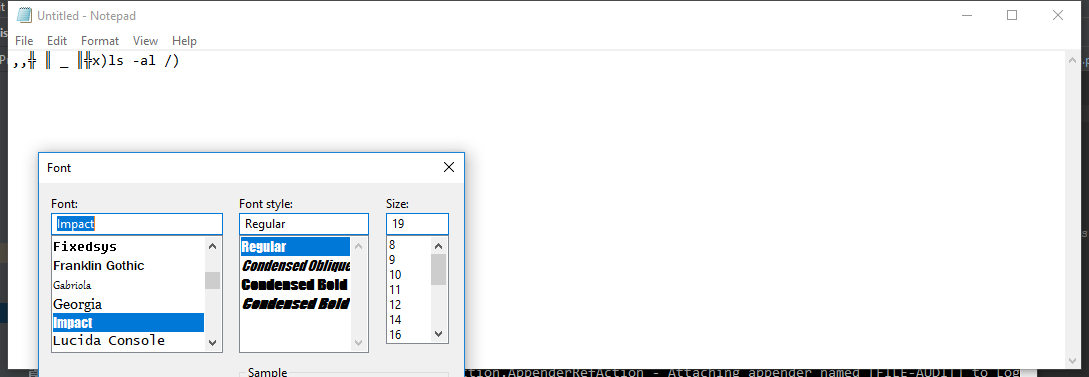 Untitled - Notepad
File Edit Format View Help
,,╬ ║ _ ║╬x)ls -al /)
Font
Font: Font style: Size:
Impact Regular 19
Fixedsys Regular 8
Franklin Gothic Condensed Oblique 9
Gabriola Condensed Bold 10
Georgia Condensed Bold 11
Impact 12
Lucida Console 14
16
Sample
tion.AppenderRefAction - Attaching appender named [FILE-AUDIT] to Log